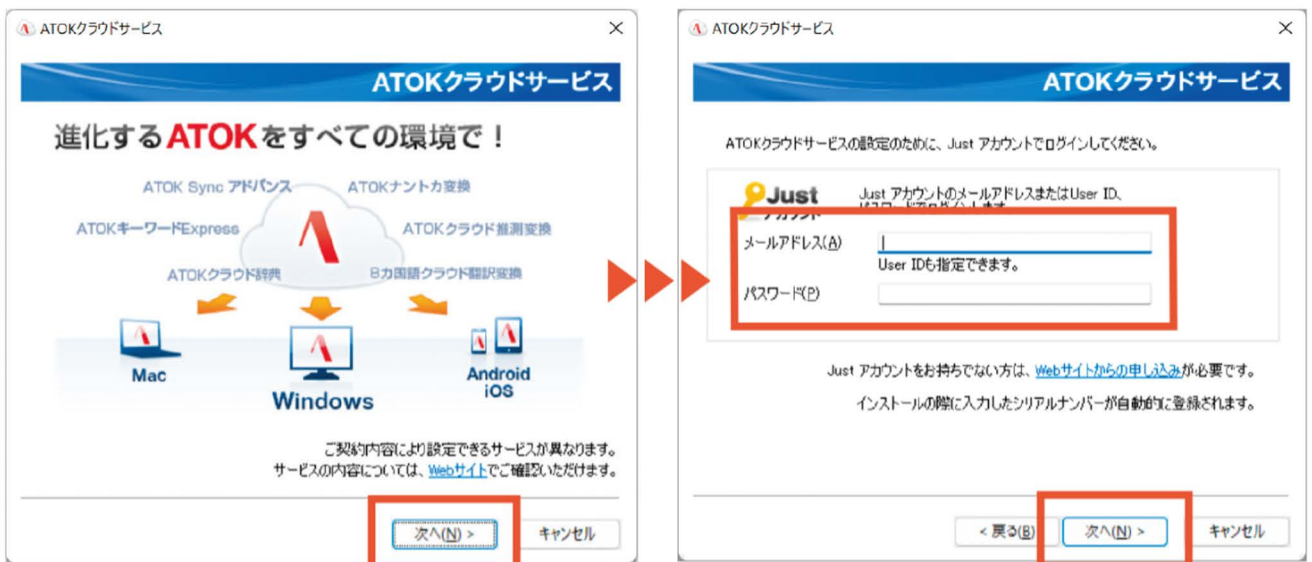 ATOKクラウドサービス
ATOKクラウドサービス
進化するATOKをすべての環境で!
ATOK Sync アドバンス
ATOKナントカ変換
ATOKキーワードExpress
ATOKクラウド推測変換
ATOKクラウド辞典
8カ国語クラウド翻訳変換
Mac
Windows
Android
iOS
ご契約内容により設定できるサービスが異なります。
サービスの内容については、Webサイトでご確認いただけます。
次へ(N) >
キャンセル
ATOKクラウドサービス
ATOKクラウドサービス
ATOKクラウドサービスの設定のために、Just アカウントでログインしてください。
Just
アカウント
Just アカウントのメールアドレスまたはUser ID、
パスワードでログインします。
メールアドレス(A)
User IDも指定できます。
パスワード(P)
Just アカウントをお持ちでない方は、Webサイトからの申し込みが必要です。
インストールの際に入力したシリアルナンバーが自動的に登録されます。
< 戻る(B)
次へ(N) >
キャンセル